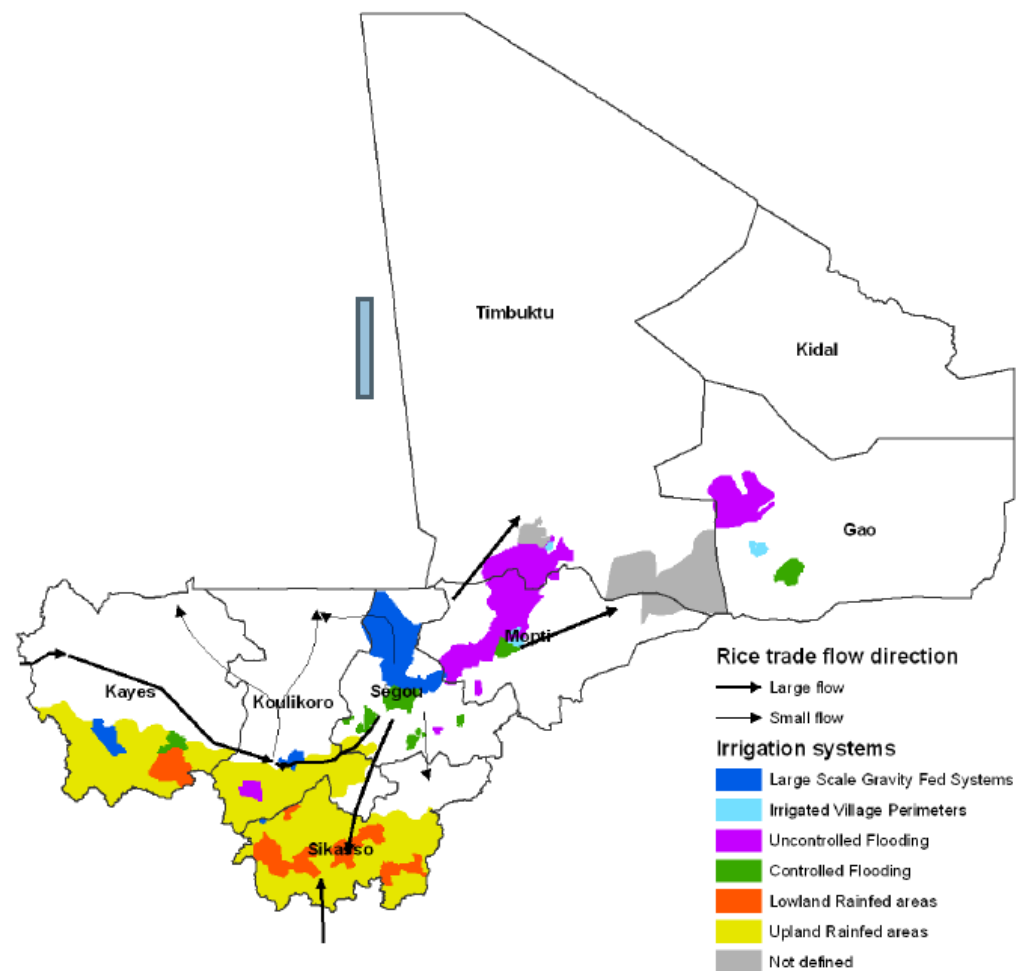 Timbuktu
Kidal
Gao
Mopti
Kayes
Koulikoro
Segou
Sikasso
Rice trade flow direction
Large flow
Small flow
Irrigation systems
Large Scale Gravity Fed Systems
Irrigated Village Perimeters
Uncontrolled Flooding
Controlled Flooding
Lowland Rainfed areas
Upland Rainfed areas
Not defined